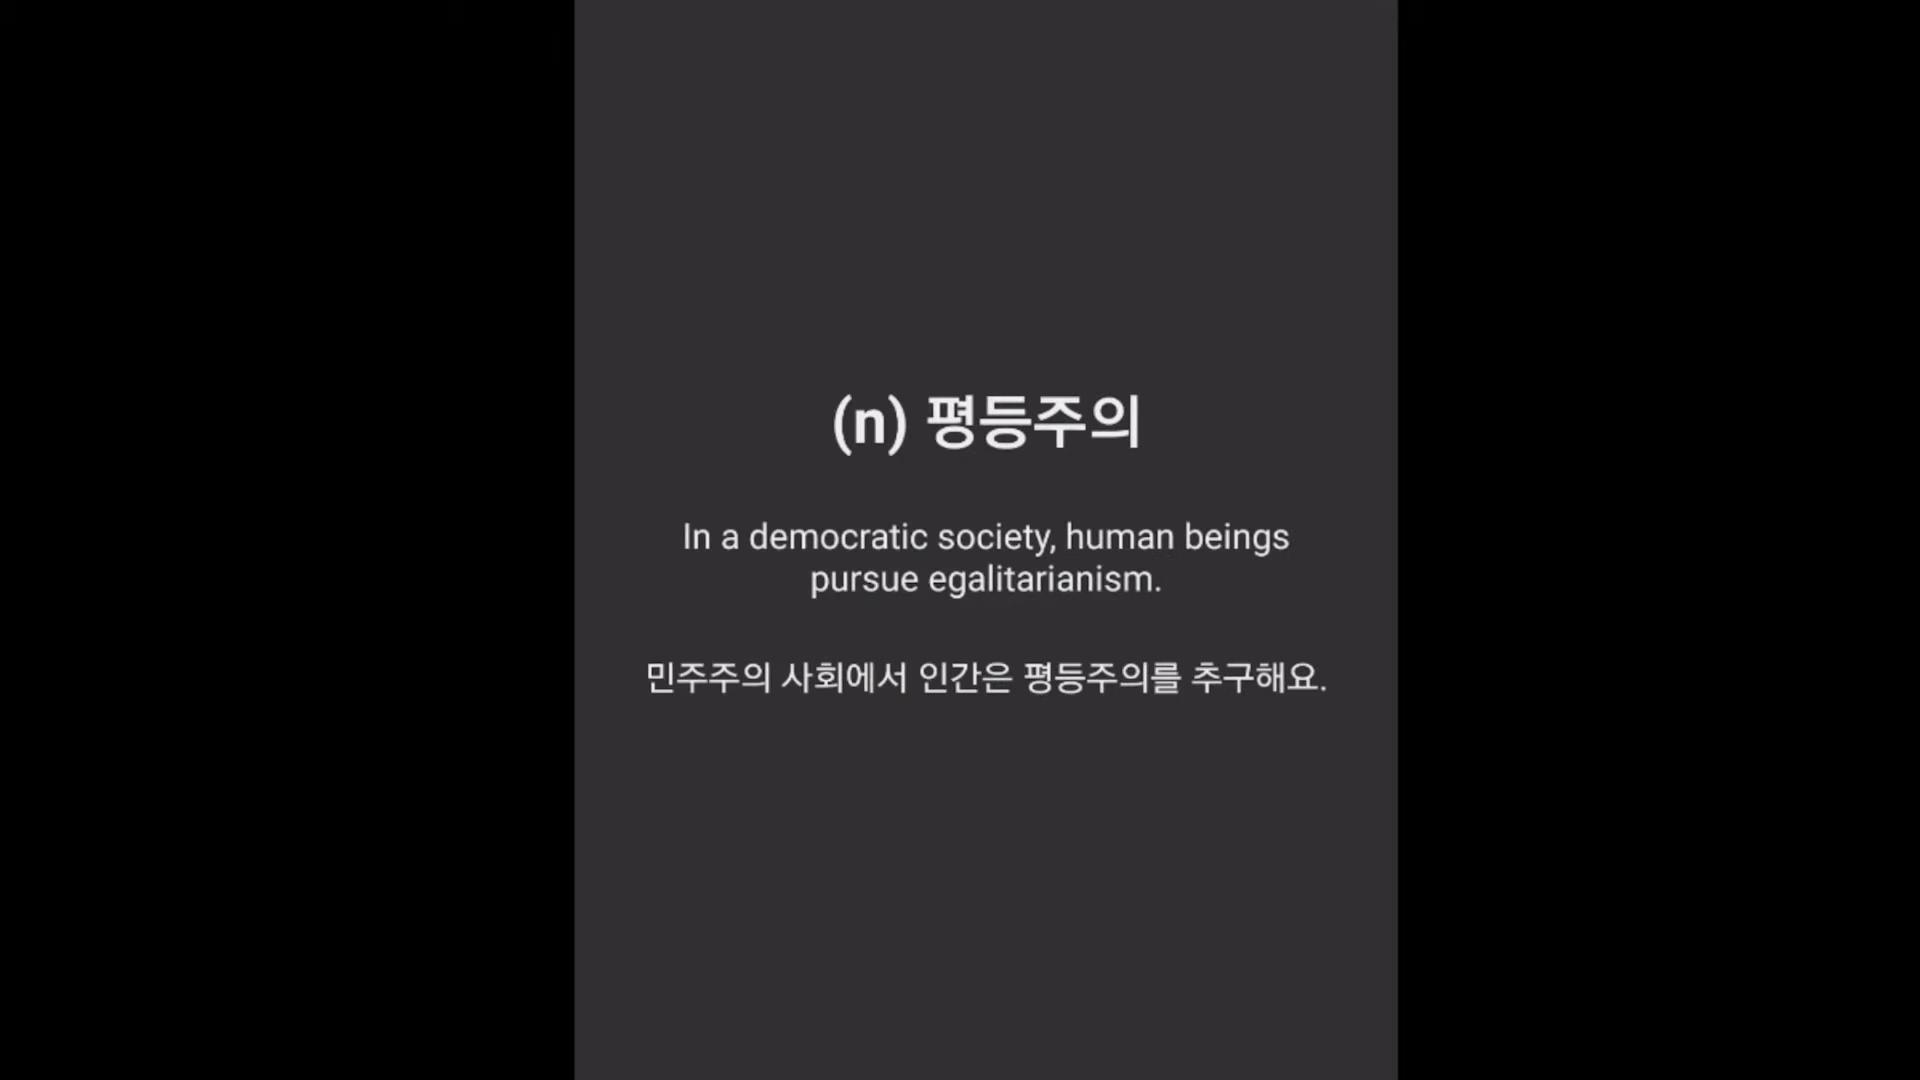 (n) 평등주의
In a democratic society, human beings
pursue egalitarianism.
민주주의 사회에서 인간은 평등주의를 추구해요.